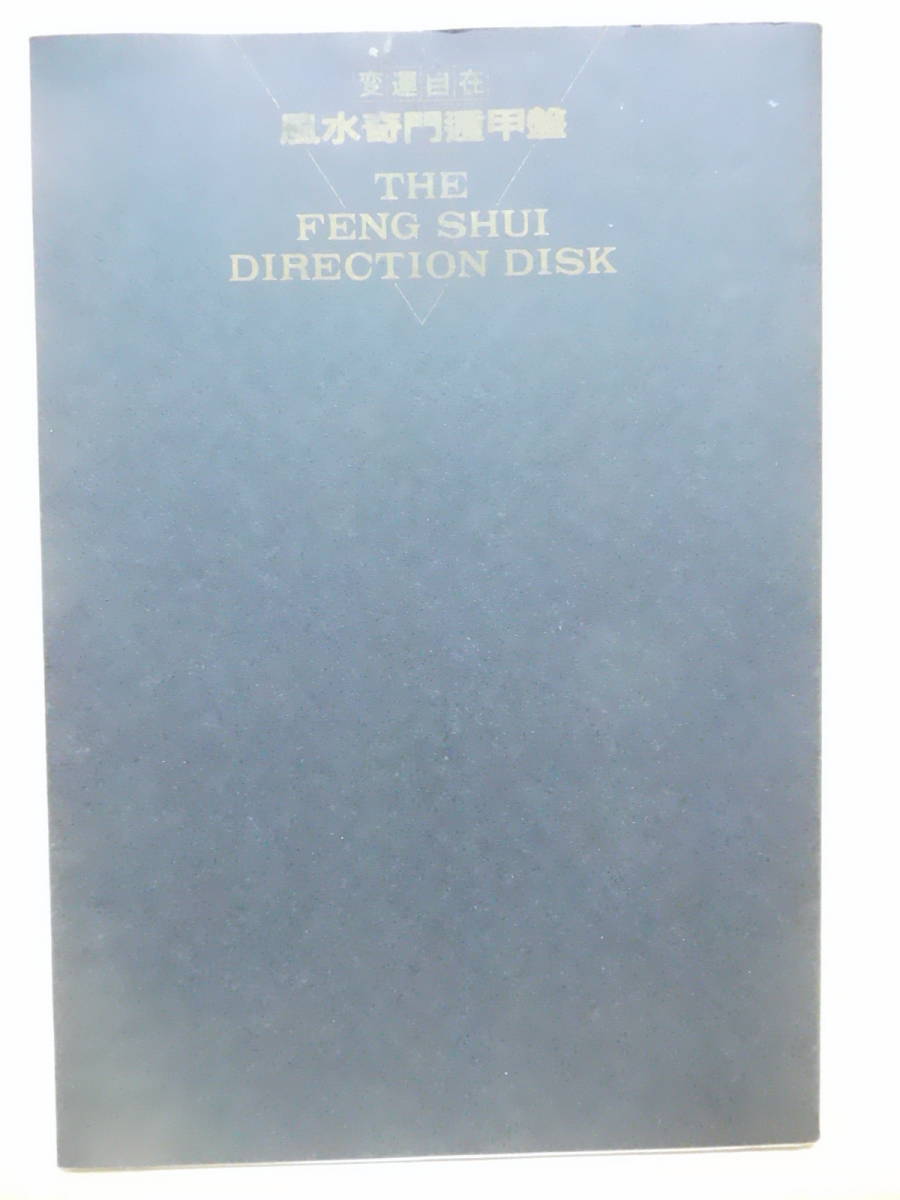 変運自在
風水奇門遁甲盤
THE
FENG SHUI
DIRECTION DISK